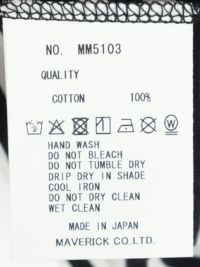 NO. MM5103
QUALITY
COTTON 100%
HAND WASH
DO NOT BLEACH
DO NOT TUMBLE DRY
DRIP DRY IN SHADE
COOL IRON
DO NOT DRY CLEAN
WET CLEAN
MADE IN JAPAN
MAVERICK CO.,LTD.